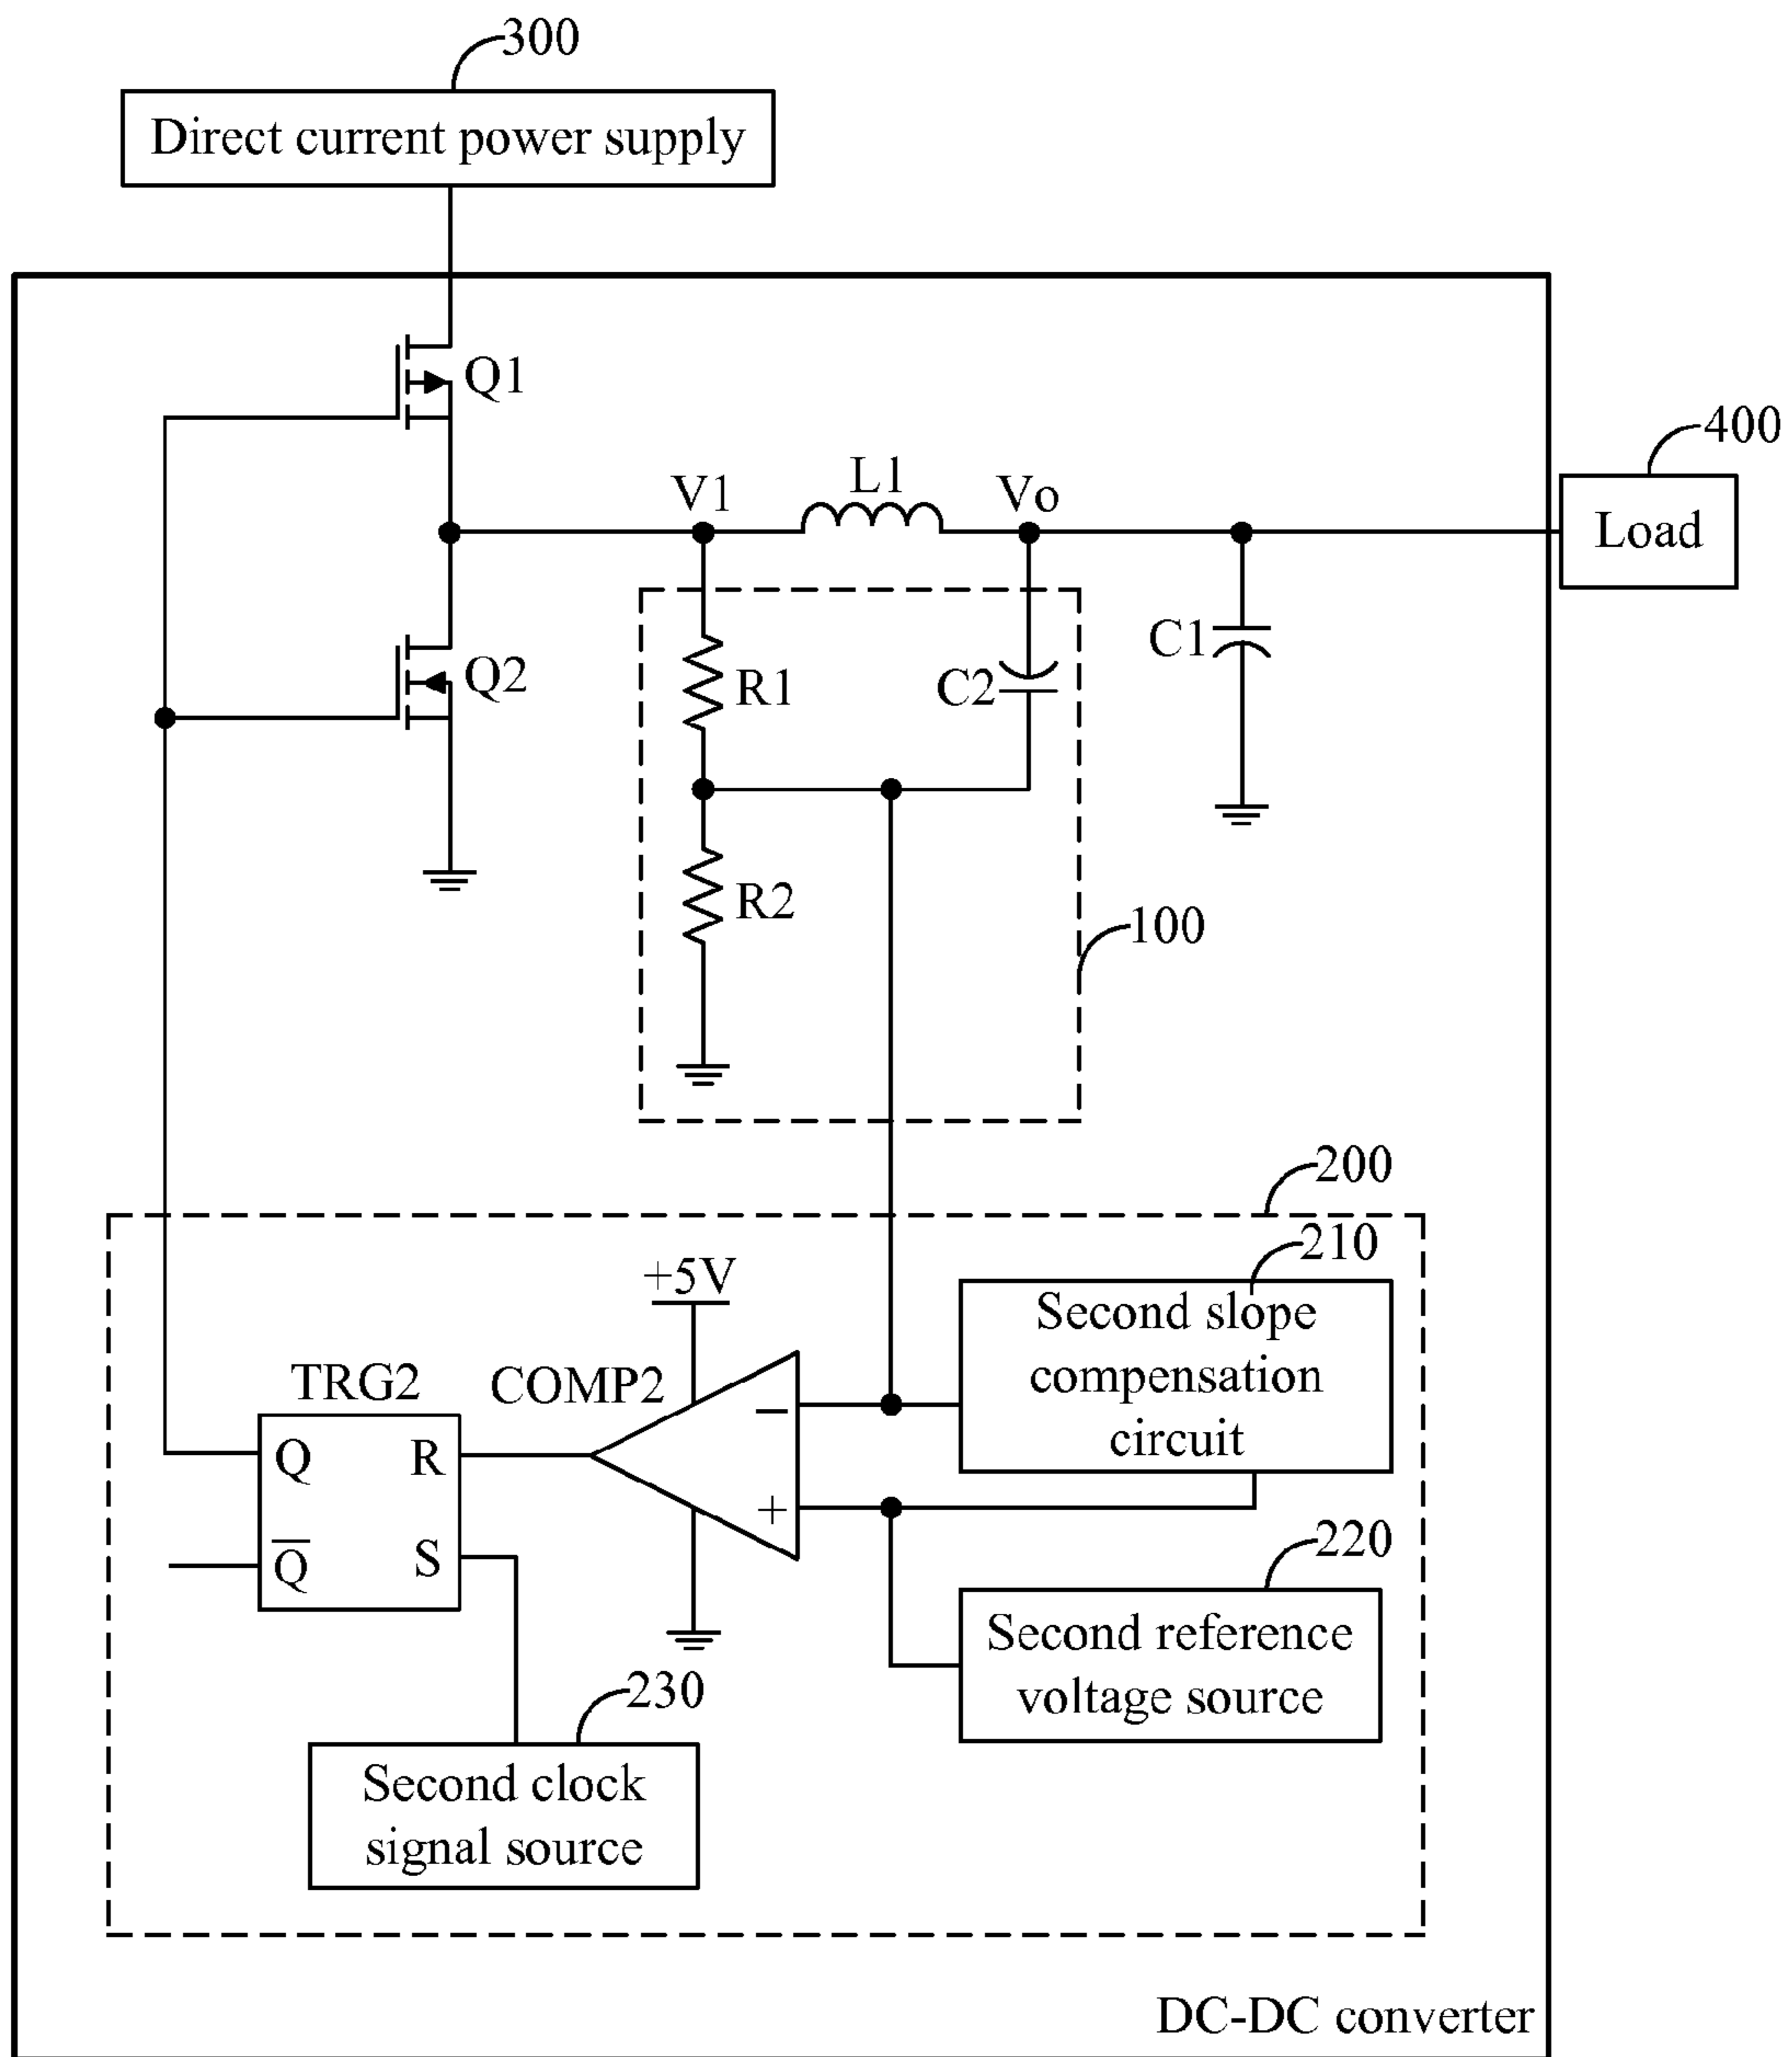 300
Direct current power supply
Q1
400
V1
L1
Vo
Load
C1
Q2
R1
C2
R2
100
200
210
+5V
Second slope
compensation
circuit
TRG2
COMP2
−
Q
R
+
Q̅
S
220
Second reference
voltage source
230
Second clock
signal source
DC-DC converter